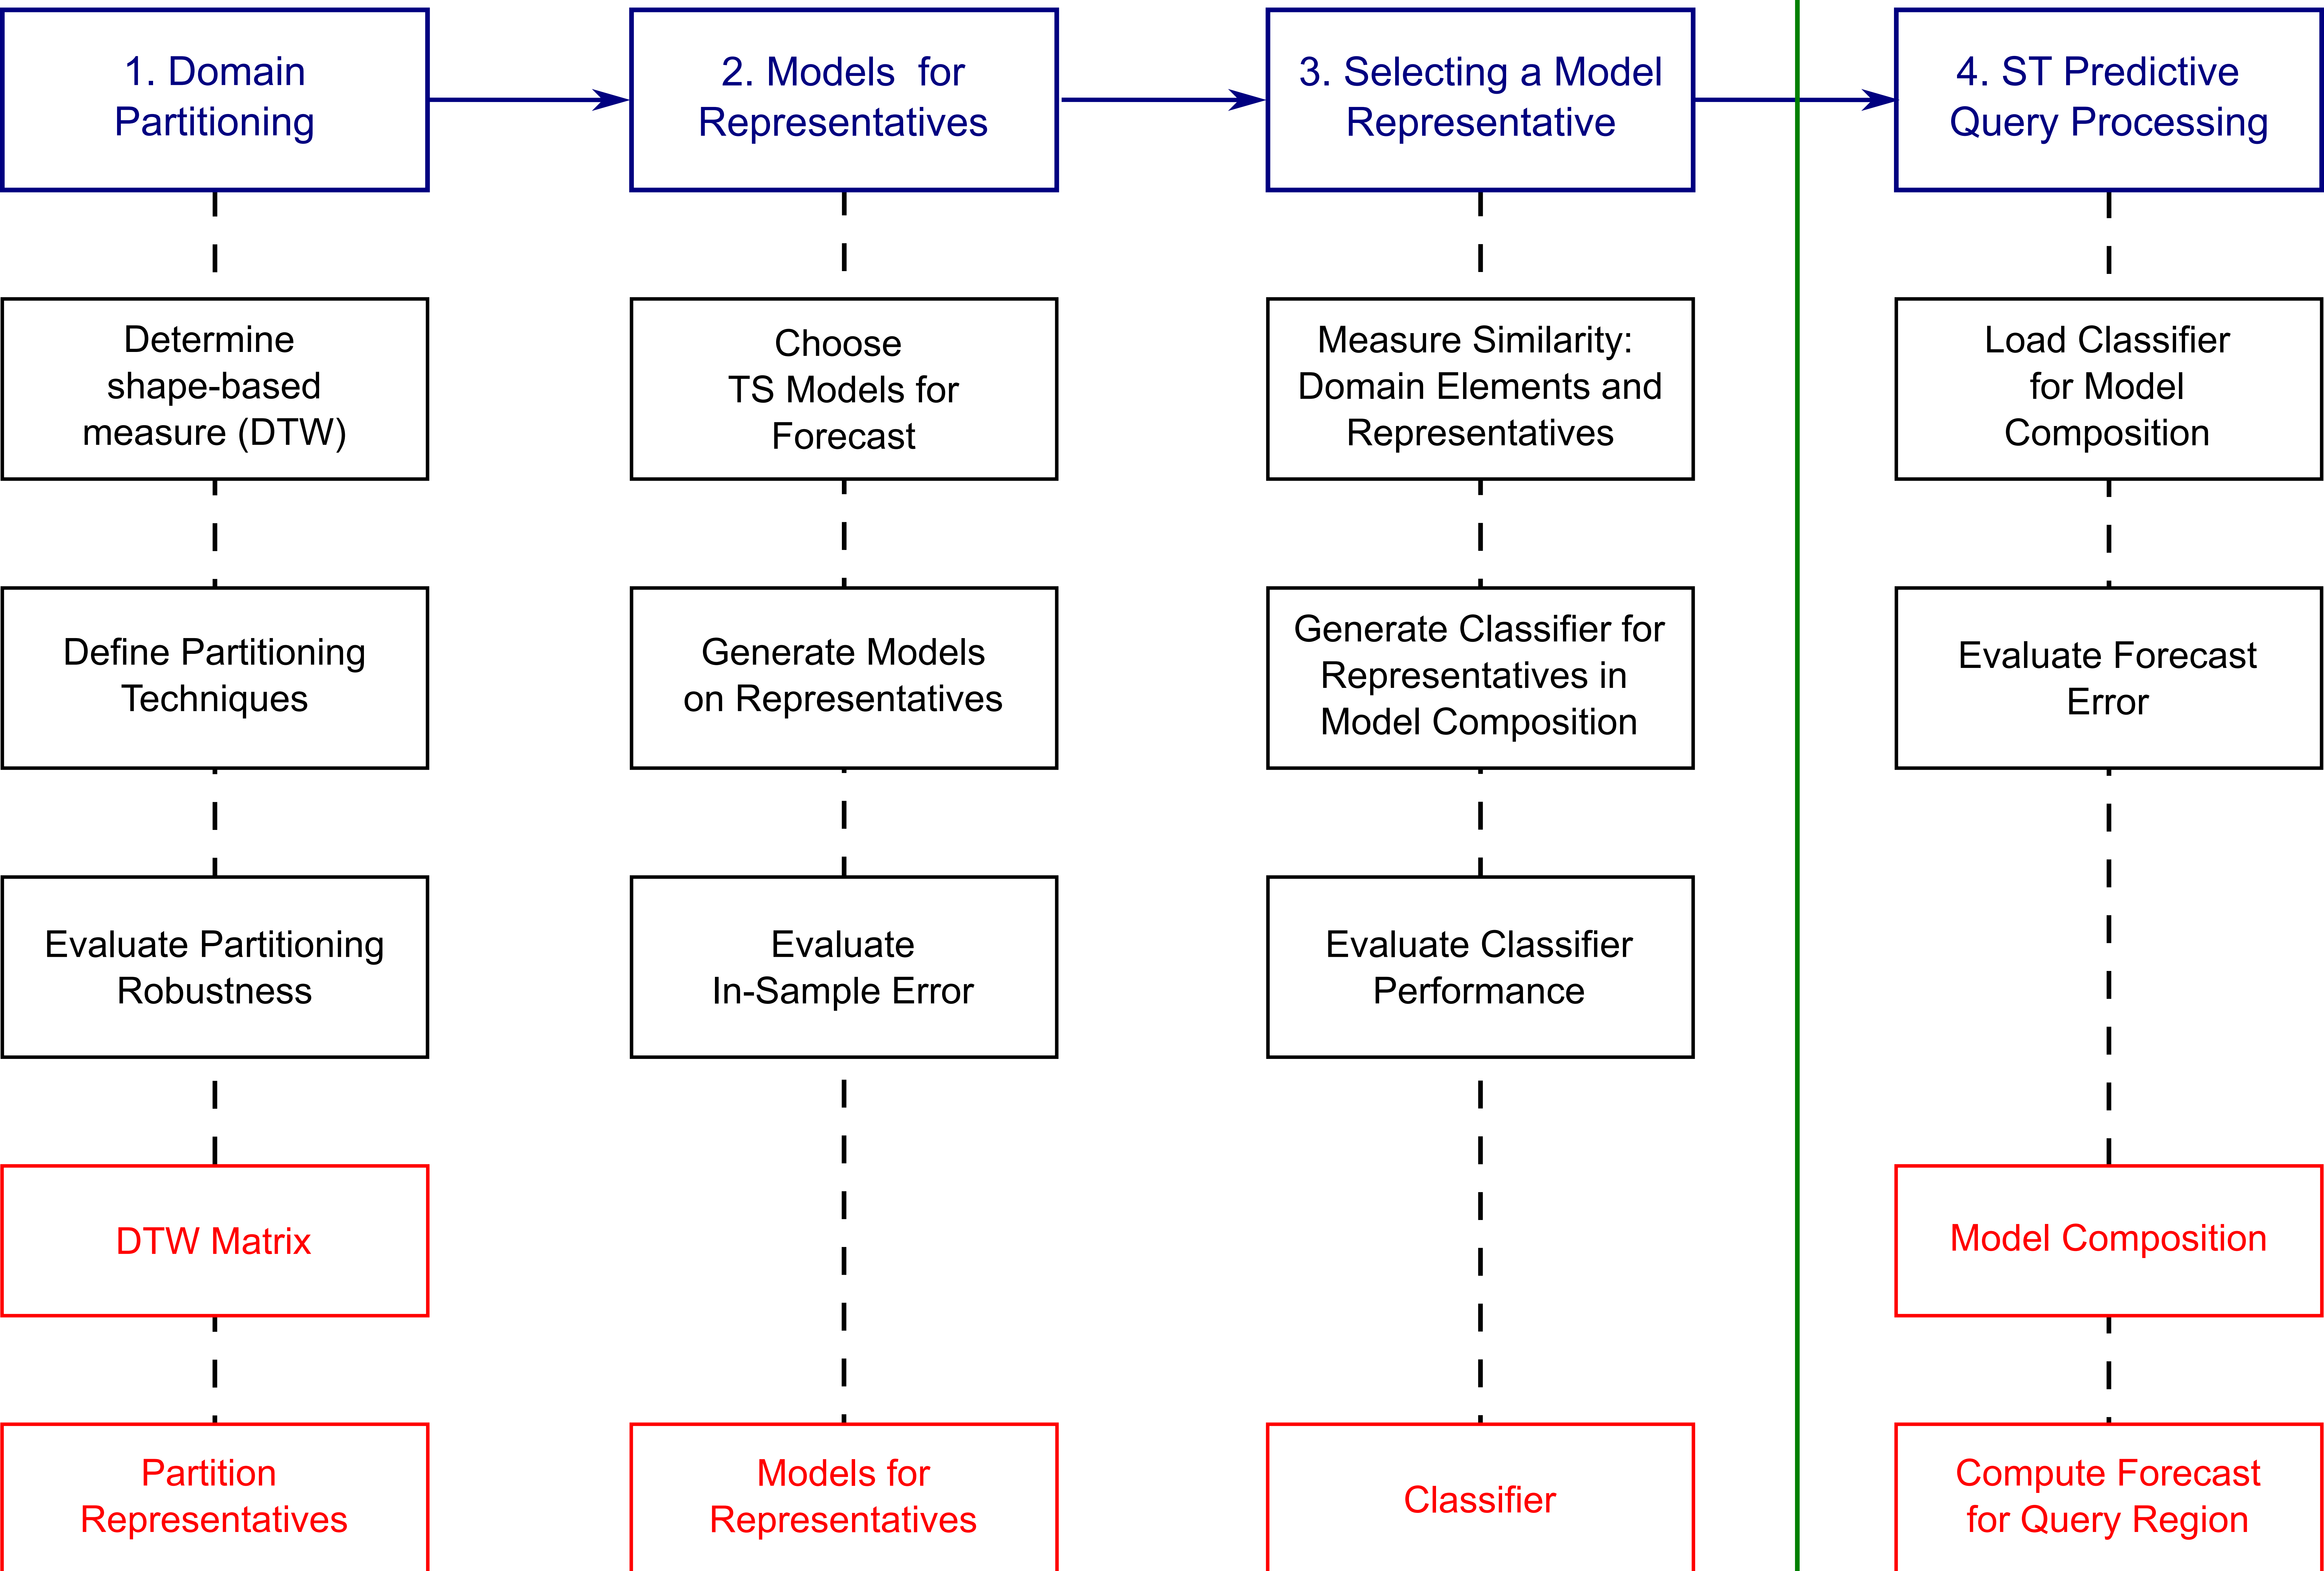 1. Domain
Partitioning
2. Models for
Representatives
3. Selecting a Model
Representative
4. ST Predictive
Query Processing
Determine
shape-based
measure (DTW)
Choose
TS Models for
Forecast
Measure Similarity:
Domain Elements and
Representatives
Load Classifier
for Model
Composition
Define Partitioning
Techniques
Generate Models
on Representatives
Generate Classifier for
Representatives in
Model Composition
Evaluate Forecast
Error
Evaluate Partitioning
Robustness
Evaluate
In-Sample Error
Evaluate Classifier
Performance
DTW Matrix
Model Composition
Partition
Representatives
Models for
Representatives
Classifier
Compute Forecast
for Query Region